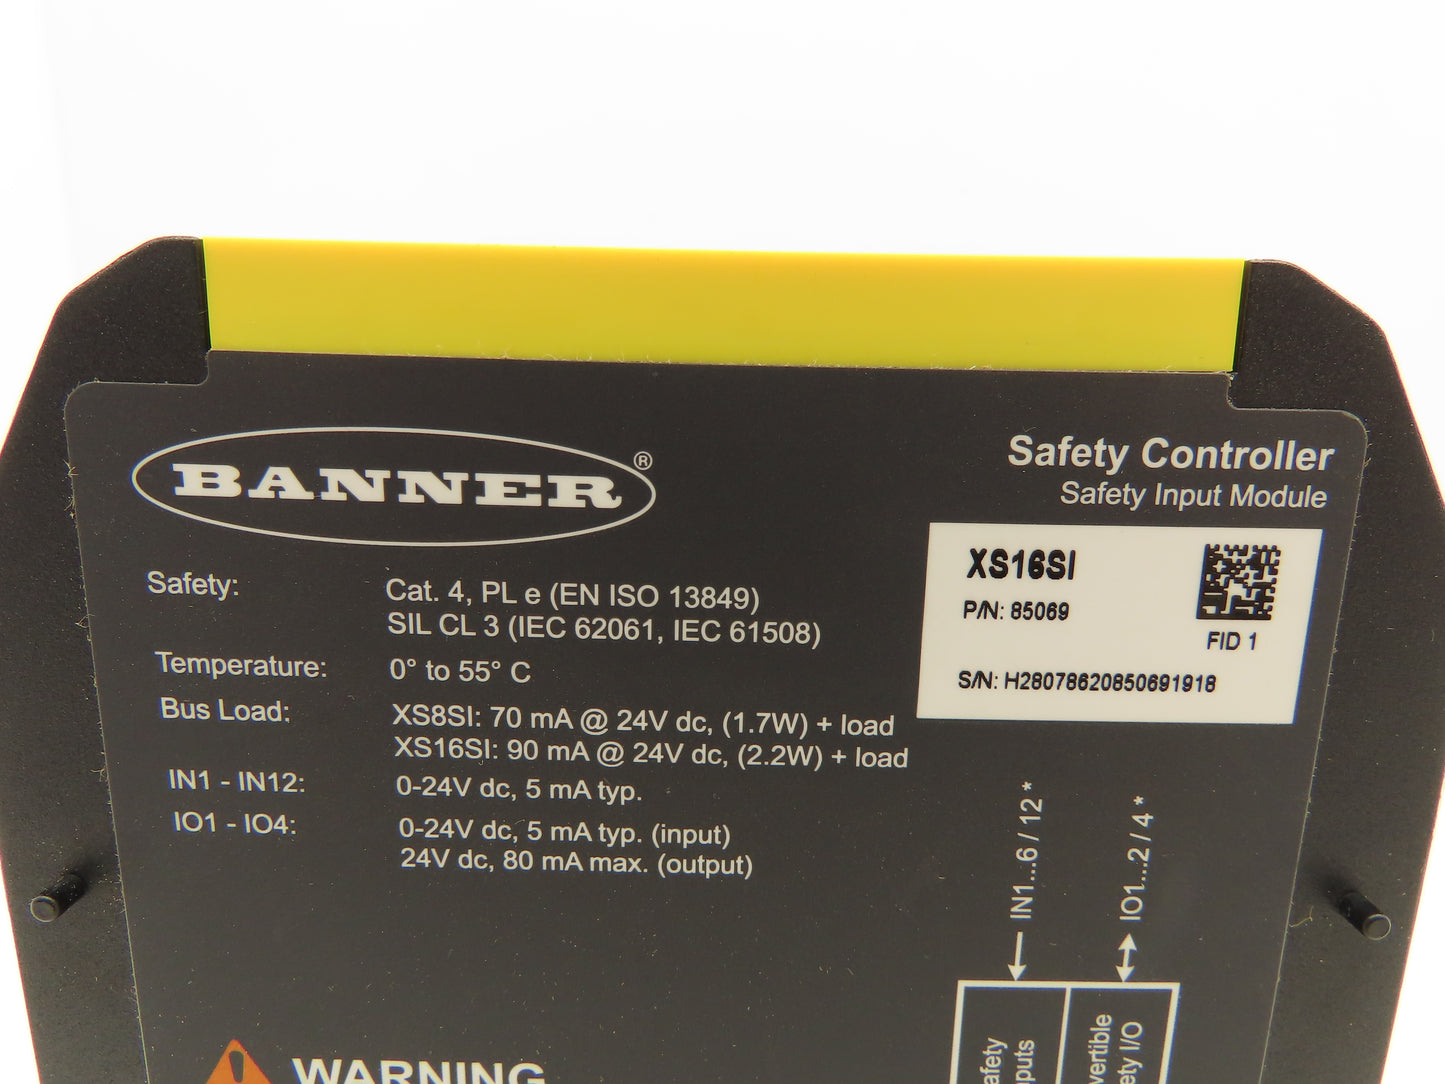 BANNER®
Safety Controller
Safety Input Module
XS16SI
P/N: 85069
FID 1
S/N: H28078620850691918
Safety: Cat. 4, PL e (EN ISO 13849)
SIL CL 3 (IEC 62061, IEC 61508)
Temperature: 0° to 55° C
Bus Load: XS8SI: 70 mA @ 24V dc, (1.7W) + load
XS16SI: 90 mA @ 24V dc, (2.2W) + load
IN1 - IN12: 0-24V dc, 5 mA typ.
IO1 - IO4: 0-24V dc, 5 mA typ. (input)
24V dc, 80 mA max. (output)
IN1...6 / 12 *
IO1...2 / 4 *
WARNING